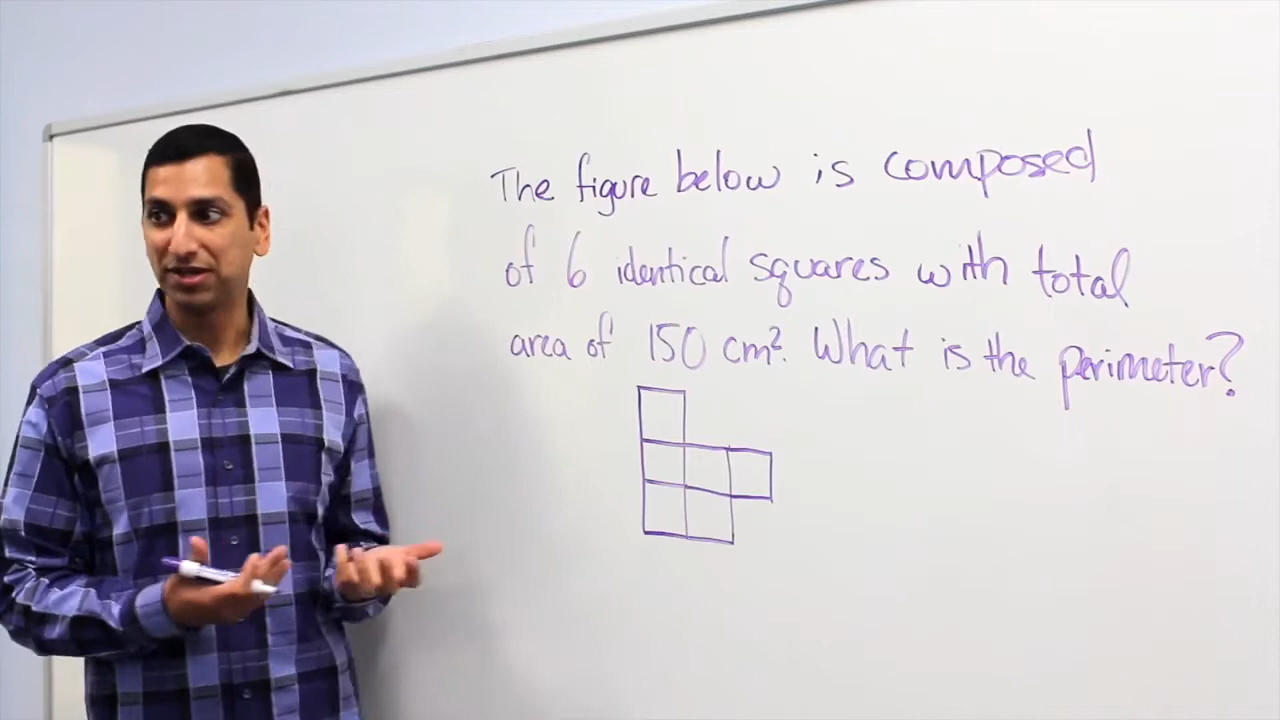 The figure below is composed
of 6 identical squares with total
area of 150 cm². What is the perimeter?